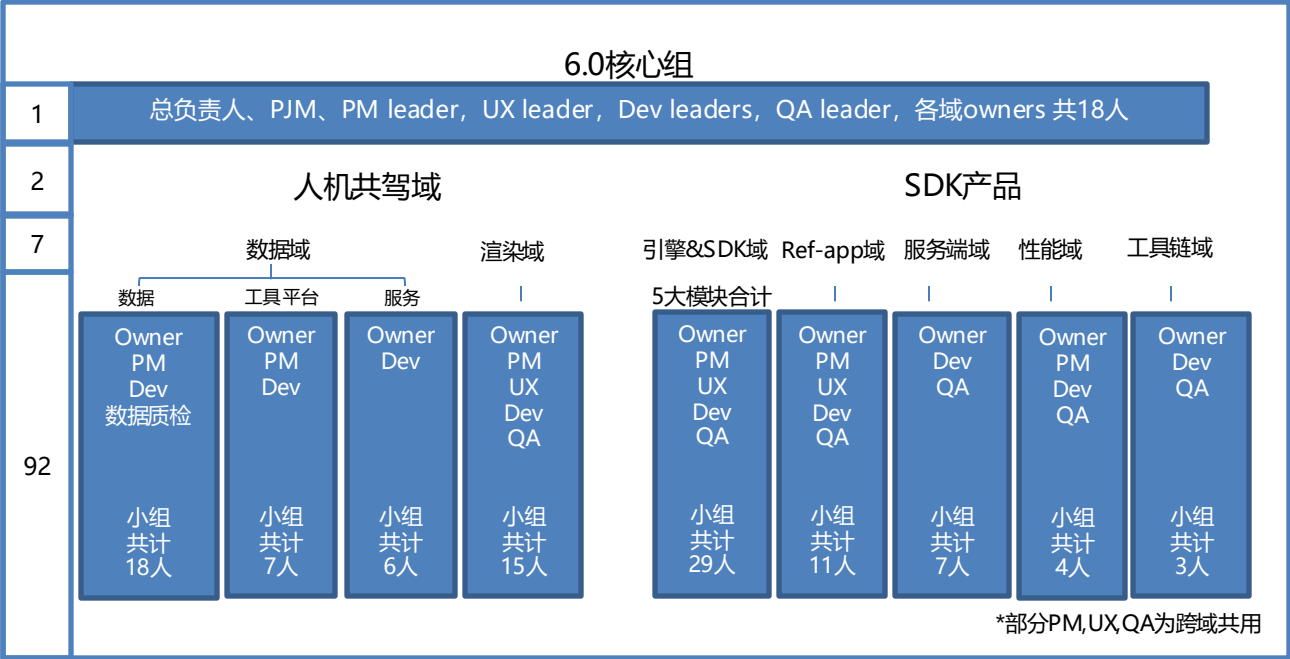 6.0核心组
1
总负责人、PJM、PM leader，UX leader，Dev leaders，QA leader，各域owners 共18人
2
人机共驾域
SDK产品
7
数据域
渲染域
引擎&SDK域
Ref-app域
服务端域
性能域
工具链域
数据
工具平台
服务
5大模块合计
92
Owner
PM
Dev
数据质检
小组
共计
18人
Owner
PM
Dev
小组
共计
7人
Owner
Dev
小组
共计
6人
Owner
PM
UX
Dev
QA
小组
共计
15人
Owner
PM
UX
Dev
QA
小组
共计
29人
Owner
PM
UX
Dev
QA
小组
共计
11人
Owner
Dev
QA
小组
共计
7人
Owner
PM
Dev
QA
小组
共计
4人
Owner
Dev
QA
小组
共计
3人
*部分PM,UX,QA为跨域共用